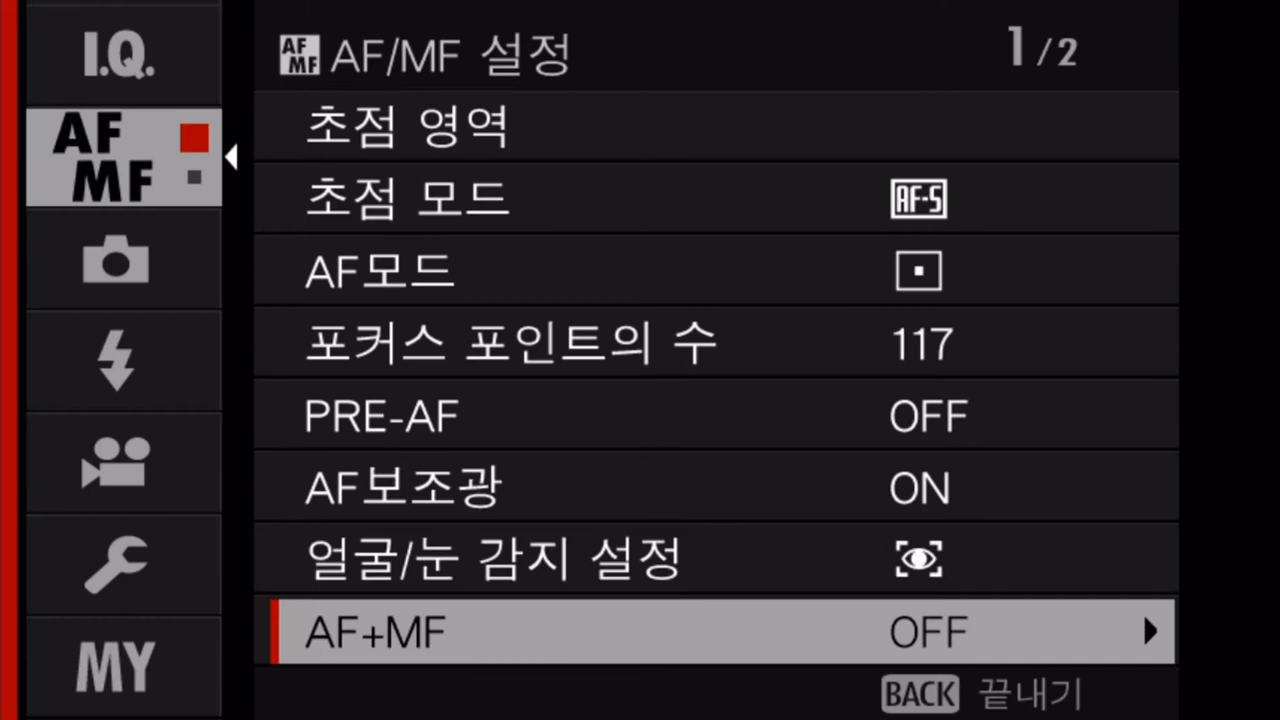 I.Q.
AF MF
MY
AF MF AF/MF 설정 1/2
초점 영역
초점 모드 AF-S
AF모드
포커스 포인트의 수 117
PRE-AF OFF
AF보조광 ON
얼굴/눈 감지 설정
AF+MF OFF
BACK 끝내기